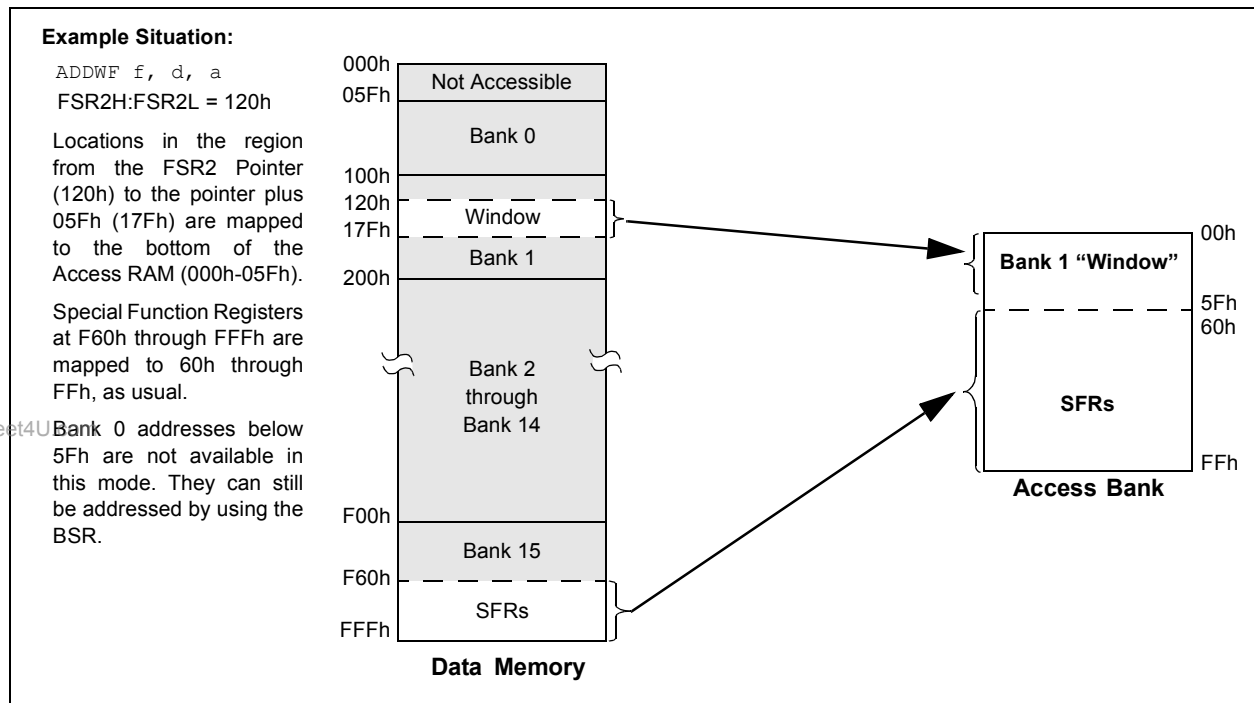 Example Situation:
ADDWF f, d, a
FSR2H:FSR2L = 120h
Locations in the region
from the FSR2 Pointer
(120h) to the pointer plus
05Fh (17Fh) are mapped
to the bottom of the
Access RAM (000h-05Fh).
Special Function Registers
at F60h through FFFh are
mapped to 60h through
FFh, as usual.
Bank 0 addresses below
5Fh are not available in
this mode. They can still
be addressed by using the
BSR.
000h
Not Accessible
05Fh
Bank 0
100h
120h
Window
17Fh
Bank 1
200h
Bank 2
through
Bank 14
F00h
Bank 15
F60h
SFRs
FFFh
Data Memory
00h
Bank 1 “Window”
5Fh
60h
SFRs
FFh
Access Bank